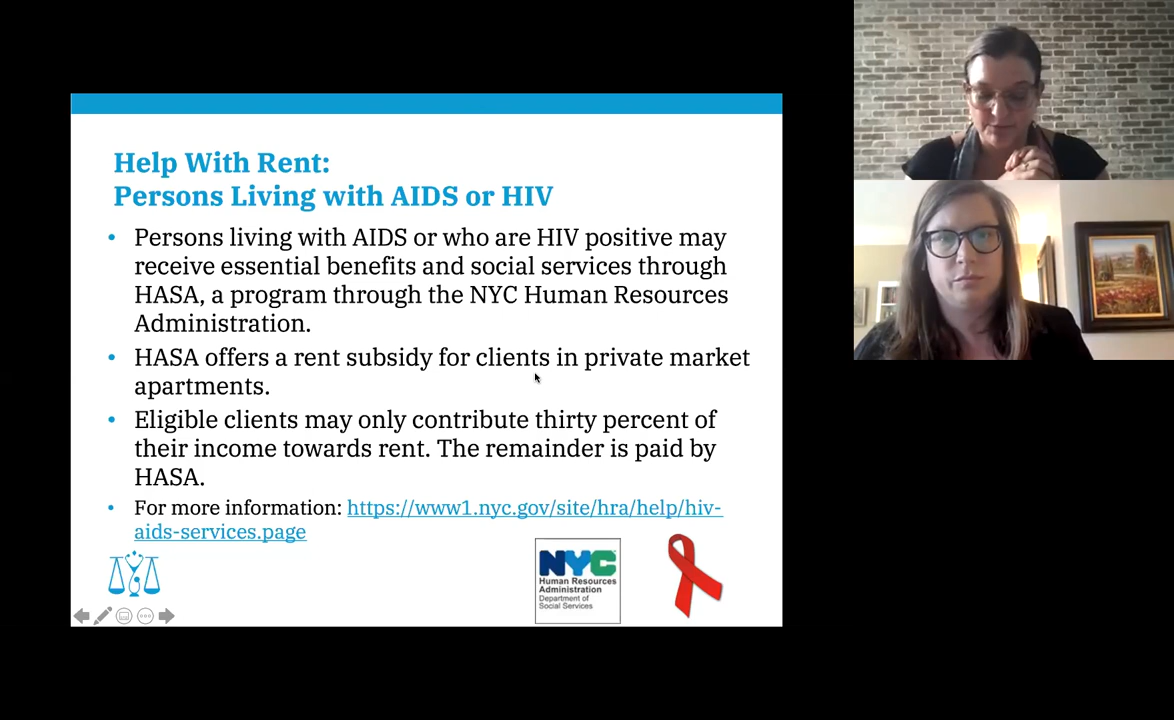 Help With Rent:
Persons Living with AIDS or HIV
• Persons living with AIDS or who are HIV positive may
receive essential benefits and social services through
HASA, a program through the NYC Human Resources
Administration.
• HASA offers a rent subsidy for clients in private market
apartments.
• Eligible clients may only contribute thirty percent of
their income towards rent. The remainder is paid by
HASA.
• For more information: https://www1.nyc.gov/site/hra/help/hiv-
aids-services.page
NYC
Human Resources
Administration
Department of
Social Services